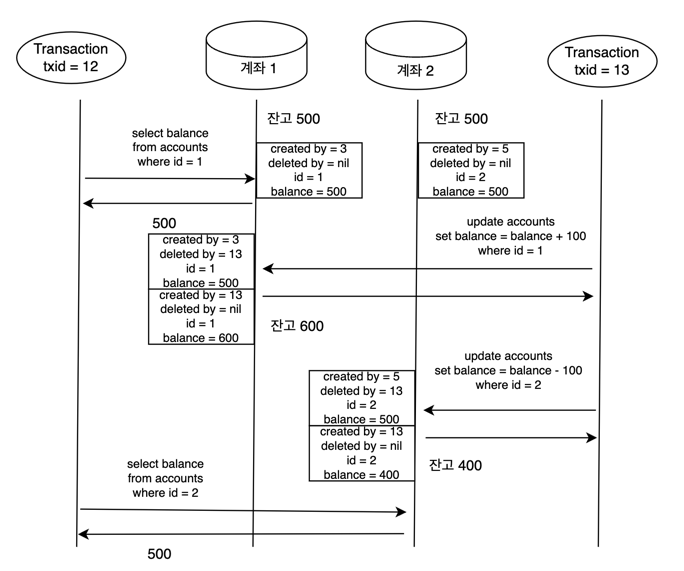 Transaction
txid = 12
계좌 1
계좌 2
Transaction
txid = 13
잔고 500
잔고 500
select balance
from accounts
where id = 1
created by = 3
deleted by = nil
id = 1
balance = 500
created by = 5
deleted by = nil
id = 2
balance = 500
500
update accounts
set balance = balance + 100
where id = 1
created by = 3
deleted by = 13
id = 1
balance = 500
created by = 13
deleted by = nil
id = 1
balance = 600
잔고 600
update accounts
set balance = balance - 100
where id = 2
created by = 5
deleted by = 13
id = 2
balance = 500
created by = 13
deleted by = nil
id = 2
balance = 400
잔고 400
select balance
from accounts
where id = 2
500